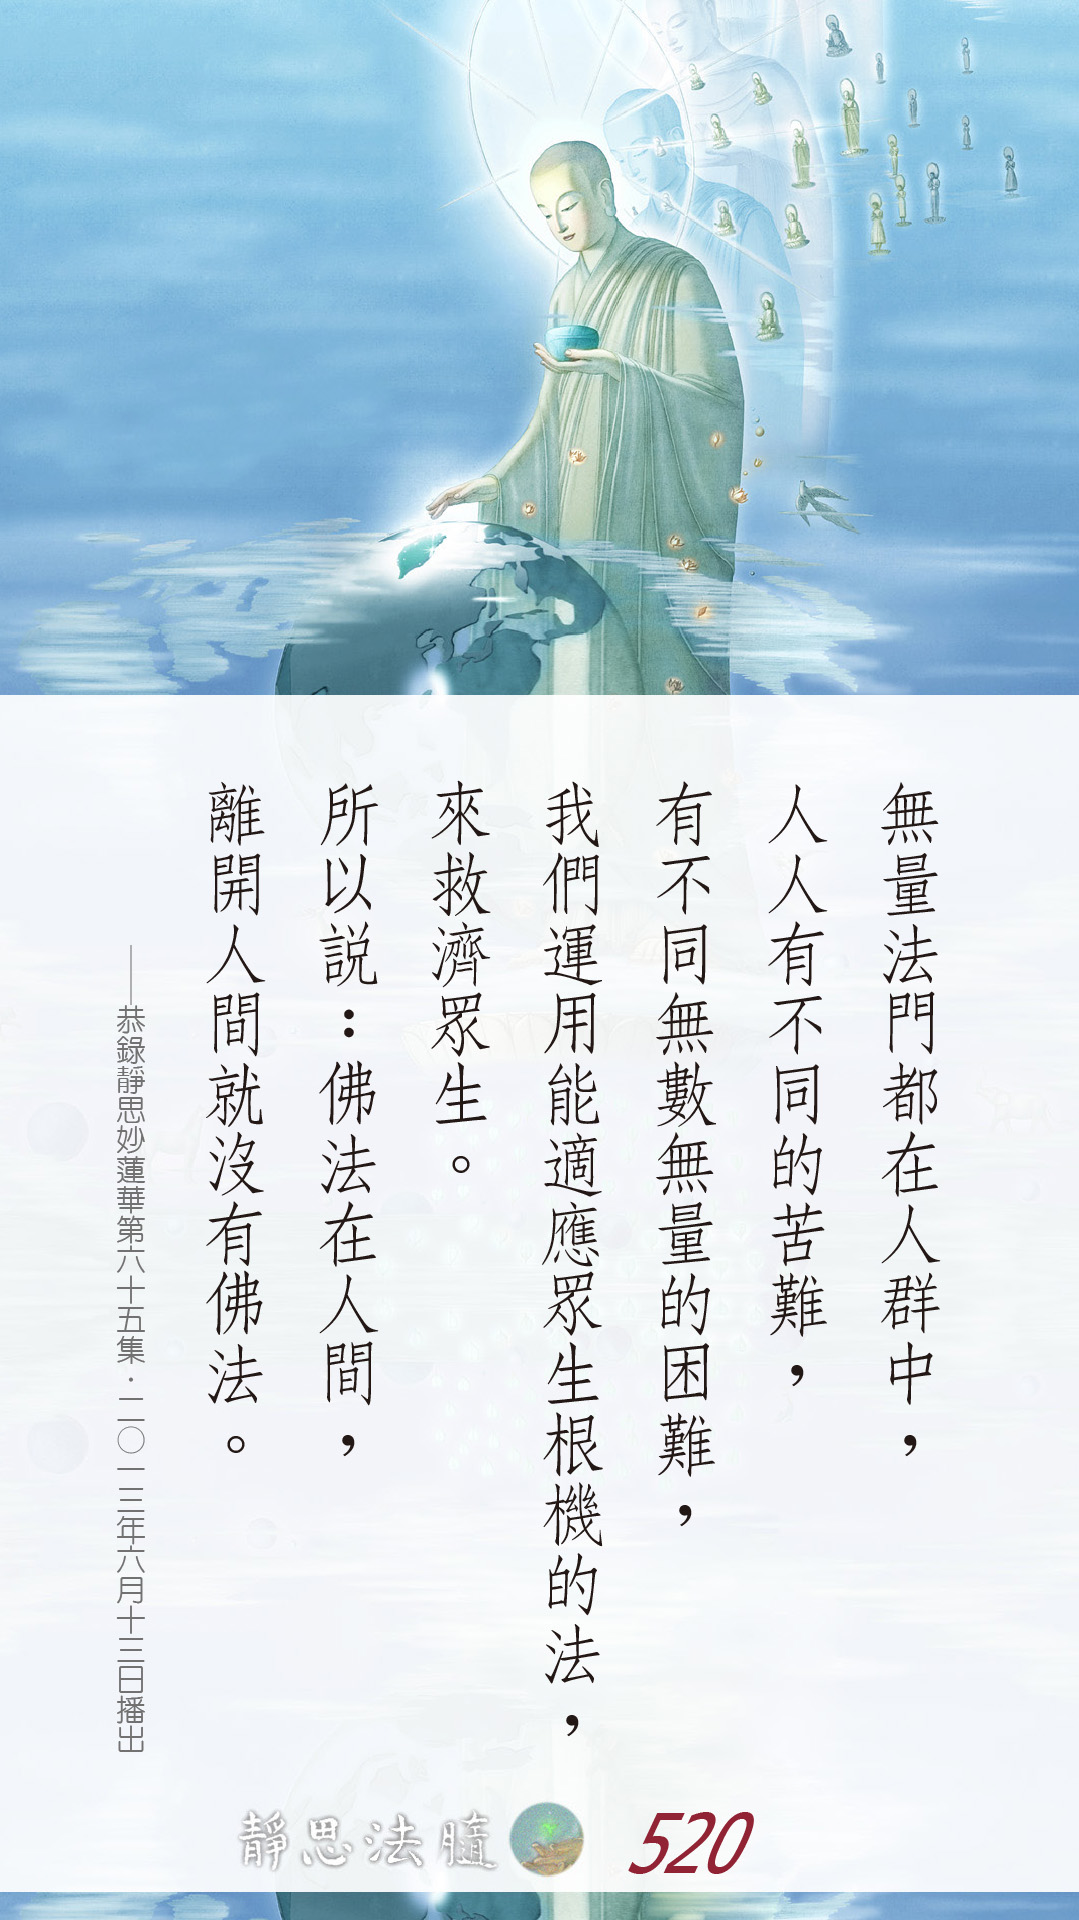 無量法門都在人群中，
人人有不同的苦難，
有不同無數無量的困難，
我們運用能適應眾生根機的法，
來救濟眾生。
所以說：佛法在人間，
離開人間就沒有佛法。
──恭錄靜思妙蓮華第六十五集．二〇一三年六月十三日播出
靜思法髓
520